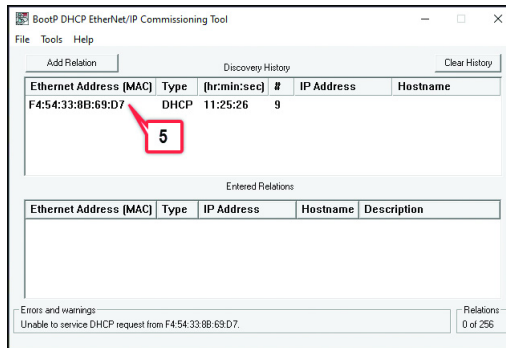 BootP DHCP EtherNet/IP Commissioning Tool
File Tools Help
Add Relation Discovery History Clear History
Ethernet Address (MAC) Type (hr:min:sec) # IP Address Hostname
F4:54:33:8B:69:D7 DHCP 11:25:26 9
5
Entered Relations
Ethernet Address (MAC) Type IP Address Hostname Description
Errors and warnings Relations
Unable to service DHCP request from F4:54:33:8B:69:D7. 0 of 256